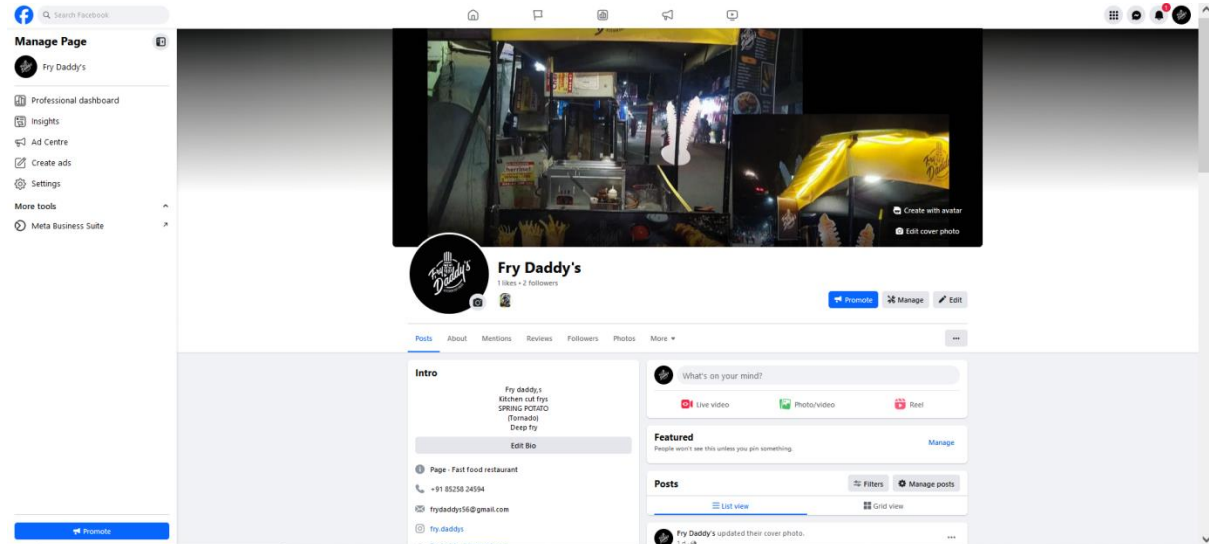 Search Facebook
1
Manage Page
Fry Daddy's
Professional dashboard
Insights
Ad Centre
Create ads
Settings
More tools
Meta Business Suite
Promote
Create with avatar
Edit cover photo
Fry Daddy's
Fry Daddy's
1 likes • 2 followers
Promote
Manage
Edit
Posts About Mentions Reviews Followers Photos More
Intro
Fry daddy,s
Kitchen cut frys
SPRING POTATO
(Tornado)
Deep fry
Edit Bio
Page · Fast food restaurant
+91 85258 24594
frydaddys56@gmail.com
fry.daddys
What's on your mind?
Live video Photo/video Reel
Featured
Manage
People won't see this unless you pin something.
Posts
Filters
Manage posts
List view Grid view
Fry Daddy's updated their cover photo.